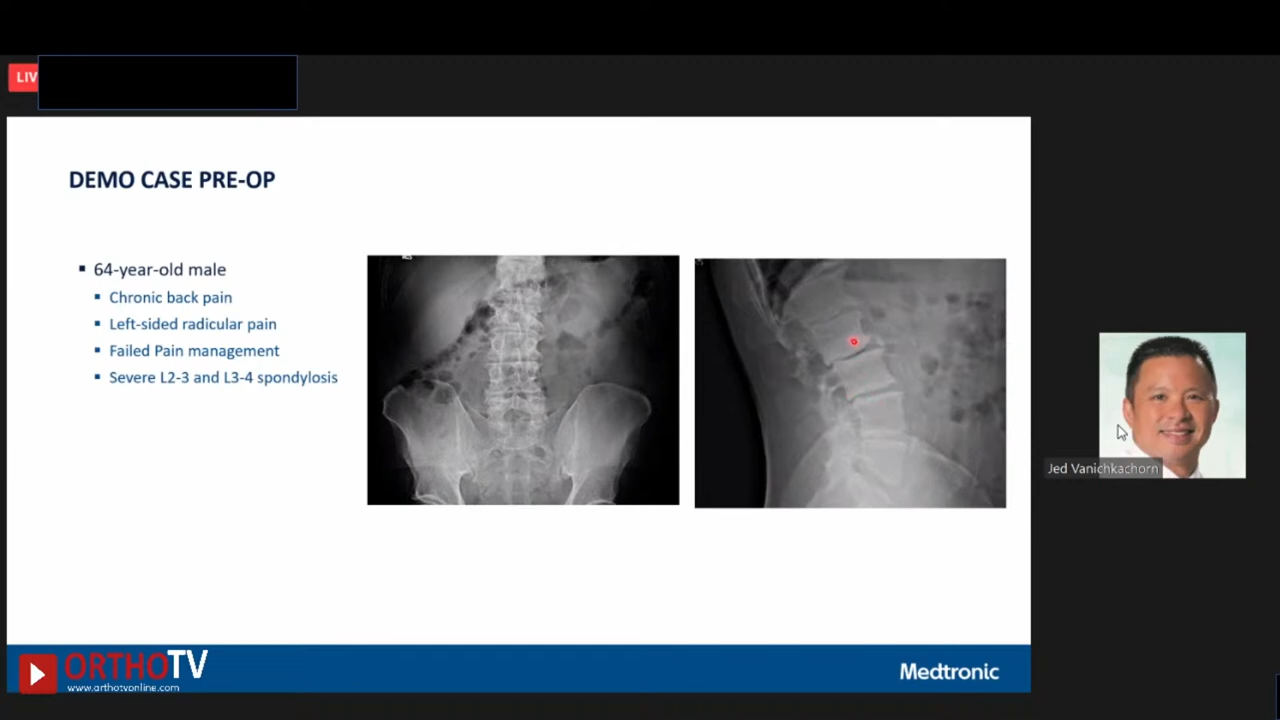 LIV
DEMO CASE PRE-OP
64-year-old male
Chronic back pain
Left-sided radicular pain
Failed Pain management
Severe L2-3 and L3-4 spondylosis
Jed Vanichkachorn
ORTHOTV
www.orthotvonline.com
Medtronic